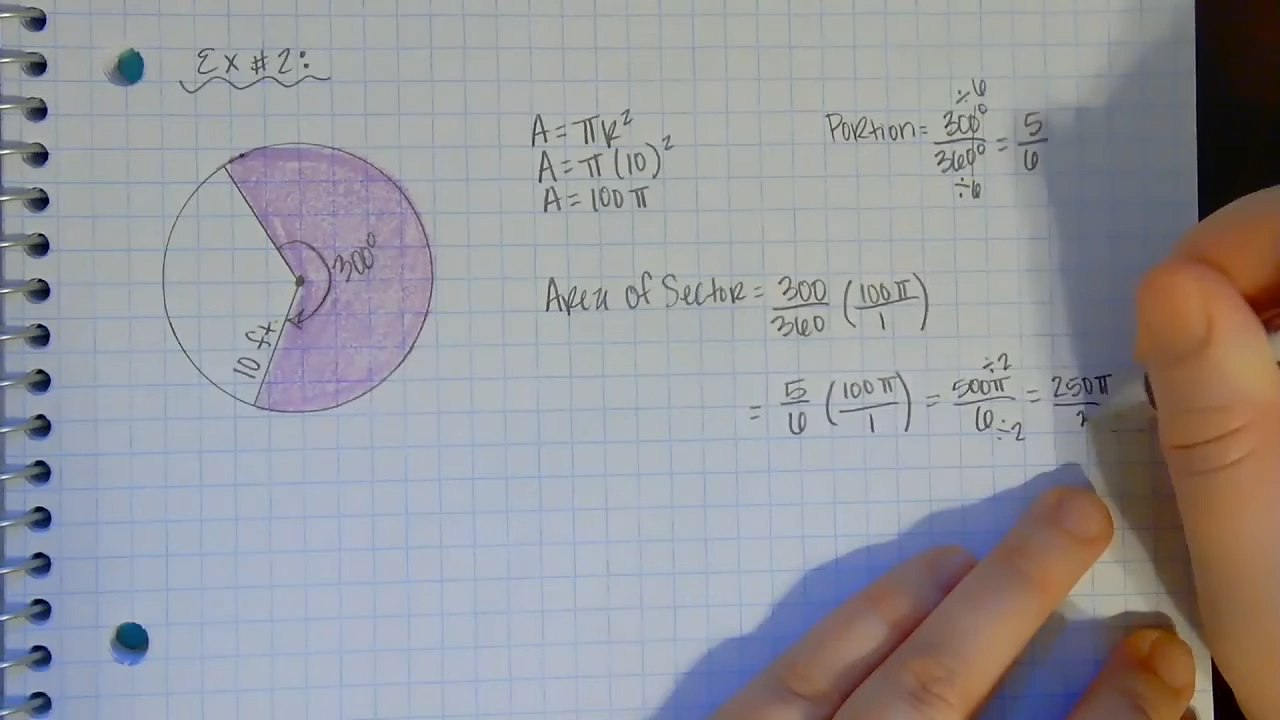 Ex #2:
300°
10 ft.
A = πr²
A = π(10)²
A = 100π
Portion = 300°/360° = 5/6
÷6
÷6
Area of Sector = 300/360 (100π/1)
= 5/6 (100π/1) = 500π/6 = 250π
÷2
÷2